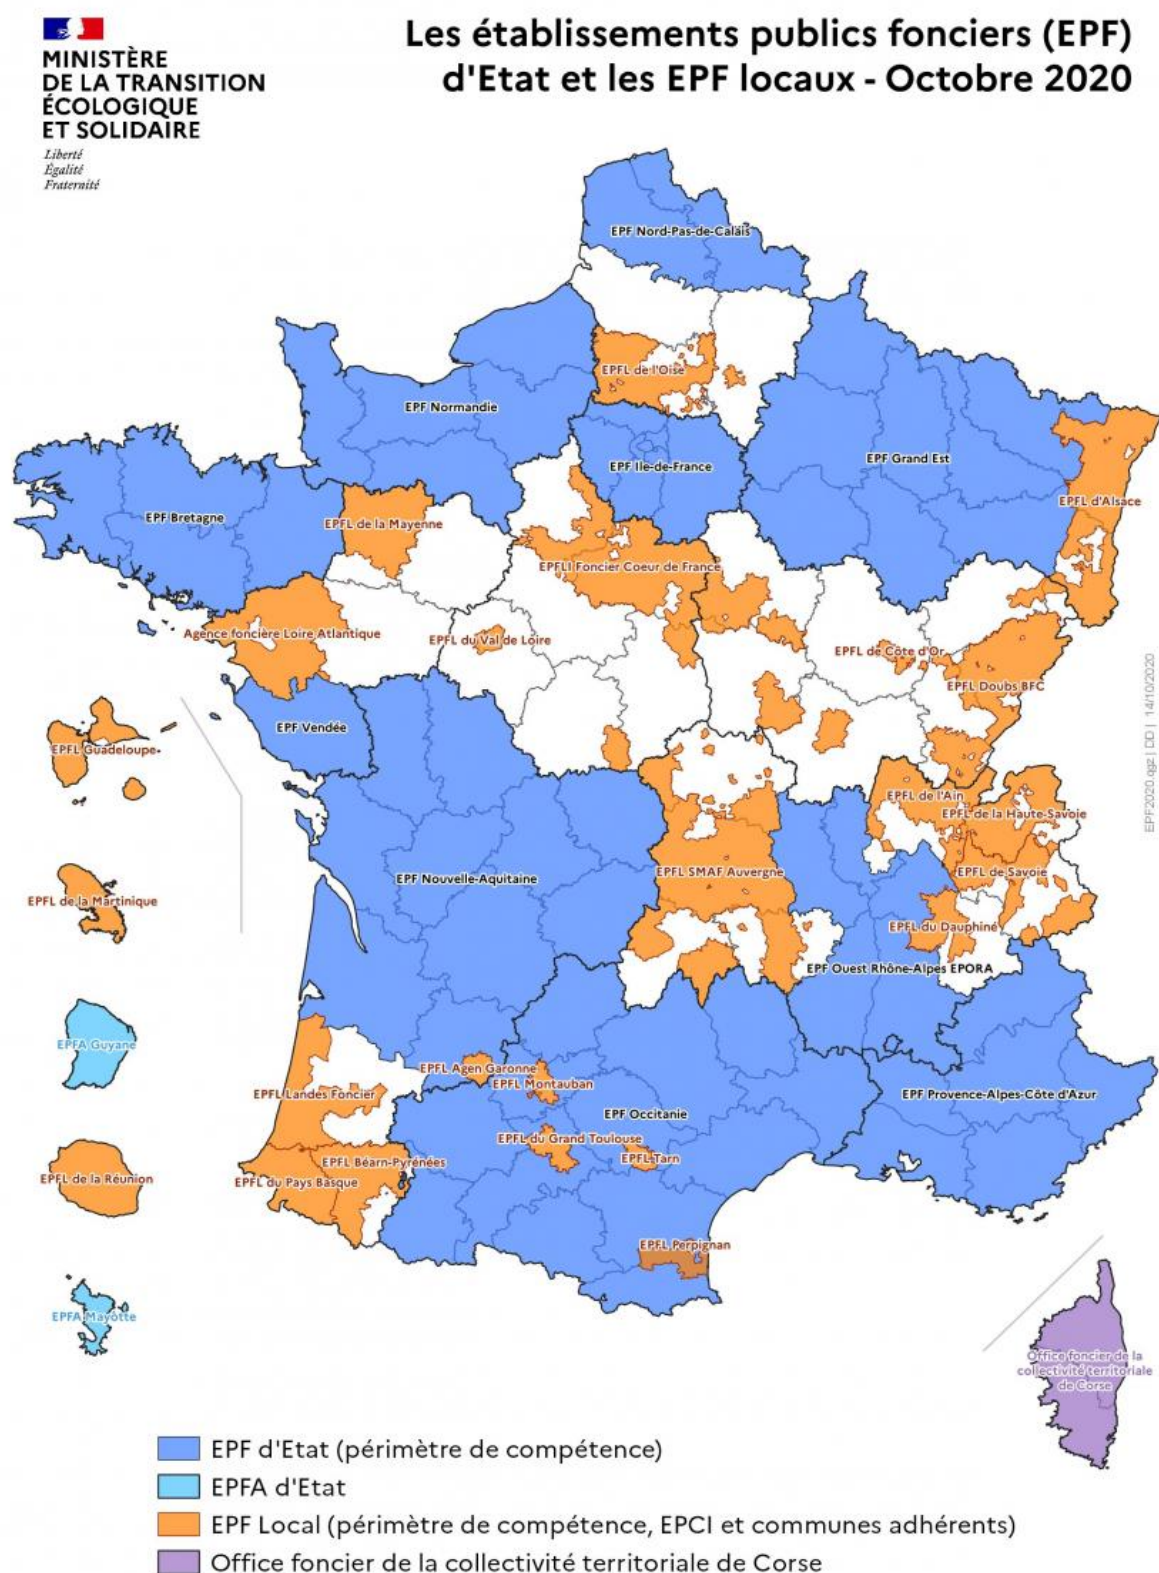 MINISTÈRE
DE LA TRANSITION
ÉCOLOGIQUE
ET SOLIDAIRE
Liberté
Égalité
Fraternité
Les établissements publics fonciers (EPF)
d'Etat et les EPF locaux - Octobre 2020
EPF Nord-Pas-de-Calais
EPFL de l'Oise
EPF Normandie
EPF Ile-de-France
EPF Grand Est
EPFL d'Alsace
EPF Bretagne
EPFL de la Mayenne
EPFLI Foncier Coeur de France
Agence foncière Loire Atlantique
EPFL du Val de Loire
EPFL de Côte d'Or
EPFL Doubs BFC
EPF Vendée
EPFL Guadeloupe
EPFL de l'Ain
EPFL de la Haute-Savoie
EPFL SMAF Auvergne
EPFL de Savoie
EPF Nouvelle-Aquitaine
EPFL de la Martinique
EPFL du Dauphiné
EPF Ouest Rhône-Alpes EPORA
EPFA Guyane
EPFL Agen Garonne
EPFL Montauban
EPFL Landes Foncier
EPF Provence-Alpes-Côte d'Azur
EPF Occitanie
EPFL du Grand Toulouse
EPFL Tarn
EPFL Béarn-Pyrénées
EPFL du Pays Basque
EPFL de la Réunion
EPFL Perpignan
EPFA Mayotte
Office foncier de la
collectivité territoriale
de Corse
EPF2020.qgz | DD | 14/10/2020
EPF d'Etat (périmètre de compétence)
EPFA d'Etat
EPF Local (périmètre de compétence, EPCI et communes adhérents)
Office foncier de la collectivité territoriale de Corse